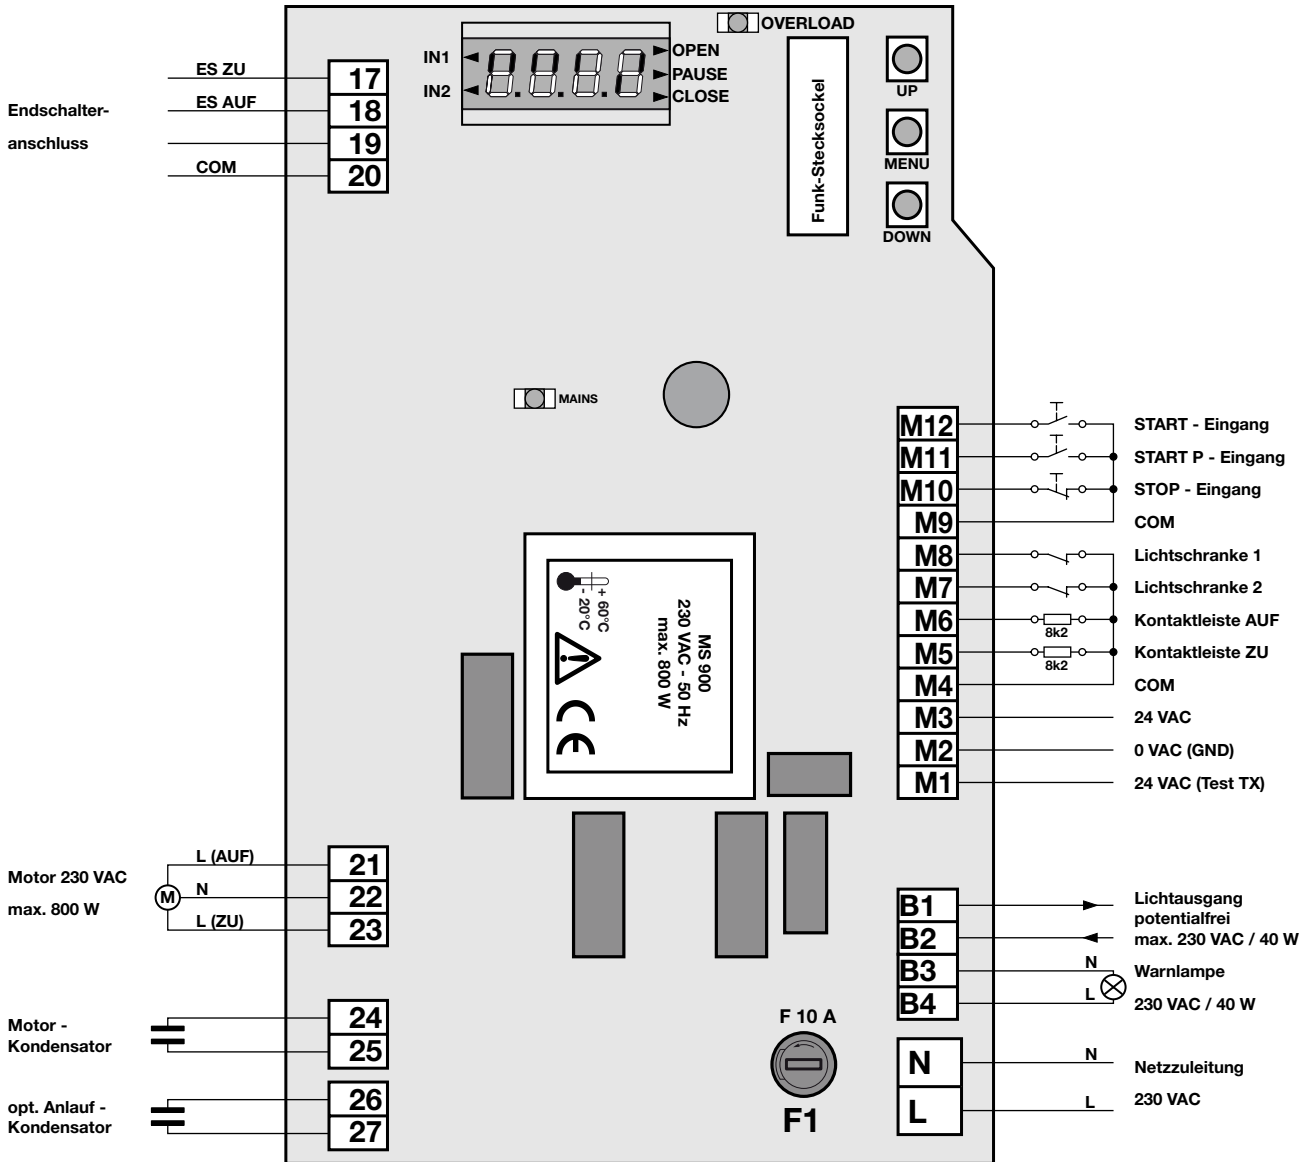 OVERLOAD
IN1
IN2
OPEN
PAUSE
CLOSE
Funk-Stecksockel
UP
MENU
DOWN
Endschalter-
anschluss
ES ZU
17
ES AUF
18
19
COM
20
MAINS
M12
START - Eingang
M11
START P - Eingang
M10
STOP - Eingang
M9
COM
M8
Lichtschranke 1
M7
Lichtschranke 2
M6
8k2
Kontaktleiste AUF
M5
8k2
Kontaktleiste ZU
M4
COM
M3
24 VAC
M2
0 VAC (GND)
M1
24 VAC (Test TX)
+ 60°C
- 20°C
MS 900
230 VAC - 50 Hz
max. 800 W
CE
Motor 230 VAC
max. 800 W
M
L (AUF)
21
N
22
L (ZU)
23
B1
B2
Lichtausgang
potentialfrei
max. 230 VAC / 40 W
B3
N
B4
L
Warnlampe
230 VAC / 40 W
Motor -
Kondensator
24
25
opt. Anlauf -
Kondensator
26
27
F 10 A
F1
N
N
L
L
Netzzuleitung
230 VAC